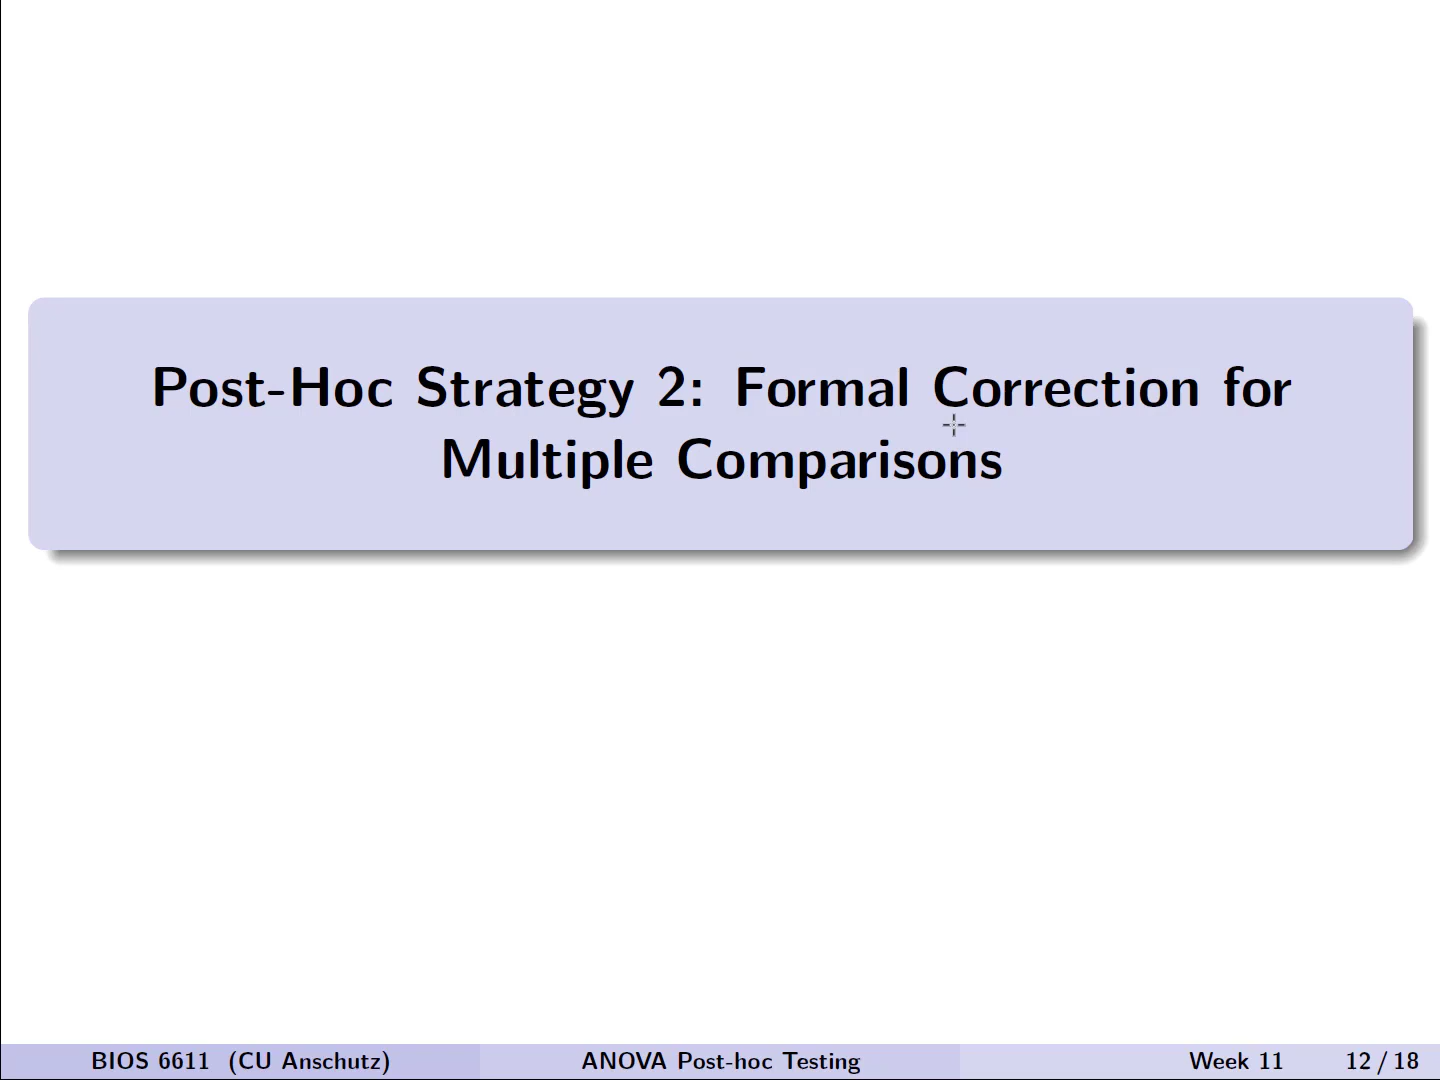 Post-Hoc Strategy 2: Formal Correction for
Multiple Comparisons
BIOS 6611 (CU Anschutz) ANOVA Post-hoc Testing Week 11 12 / 18